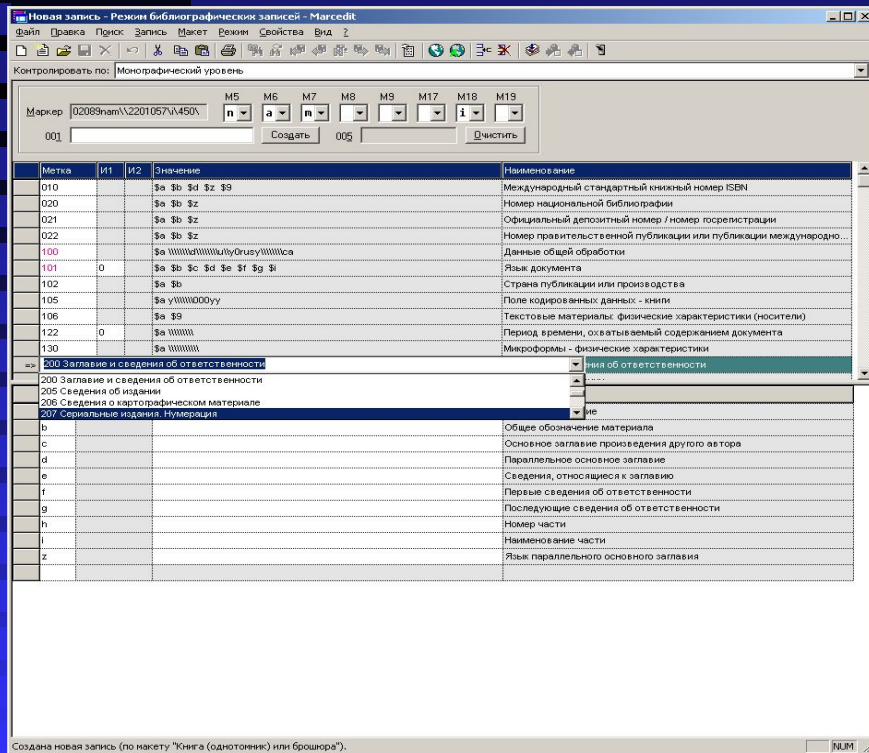 Новая запись - Режим библиографических записей - Marcedit
Файл Правка Поиск Запись Макет Режим Свойства Вид ?
Контролировать по: Монографический уровень
M5 M6 M7 M8 M9 M17 M18 M19
Маркер 02089nam\\2201057\i\450\ n a m i
001 Создать 005 Очистить
Метка И1 И2 Значение Наименование
010 $a $b $d $z $9 Международный стандартный книжный номер ISBN
020 $a $b $z Номер национальной библиографии
021 $a $b $z Официальный депозитный номер / номер госрегистрации
022 $a $b $z Номер правительственной публикации или публикации международно...
100 $a Данные общей обработки
101 0 $a $b $c $d $e $f $g $i Язык документа
102 $a $b Страна публикации или производства
105 $a Поле кодированных данных - книги
106 $a $9 Текстовые материалы: физические характеристики (носители)
122 0 $a Период времени, охватываемый содержанием документа
130 $a Микроформы - физические характеристики
=> 200 Заглавие и сведения об ответственности ния об ответственности
200 Заглавие и сведения об ответственности
205 Сведения об издании
206 Сведения о картографическом материале
207 Сериальные издания. Нумерация ие
b Общее обозначение материала
c Основное заглавие произведения другого автора
d Параллельное основное заглавие
e Сведения, относящиеся к заглавию
f Первые сведения об ответственности
g Последующие сведения об ответственности
h Номер части
i Наименование части
z Язык параллельного основного заглавия
Создана новая запись (по макету "Книга (однотомник) или брошюра"). NUM